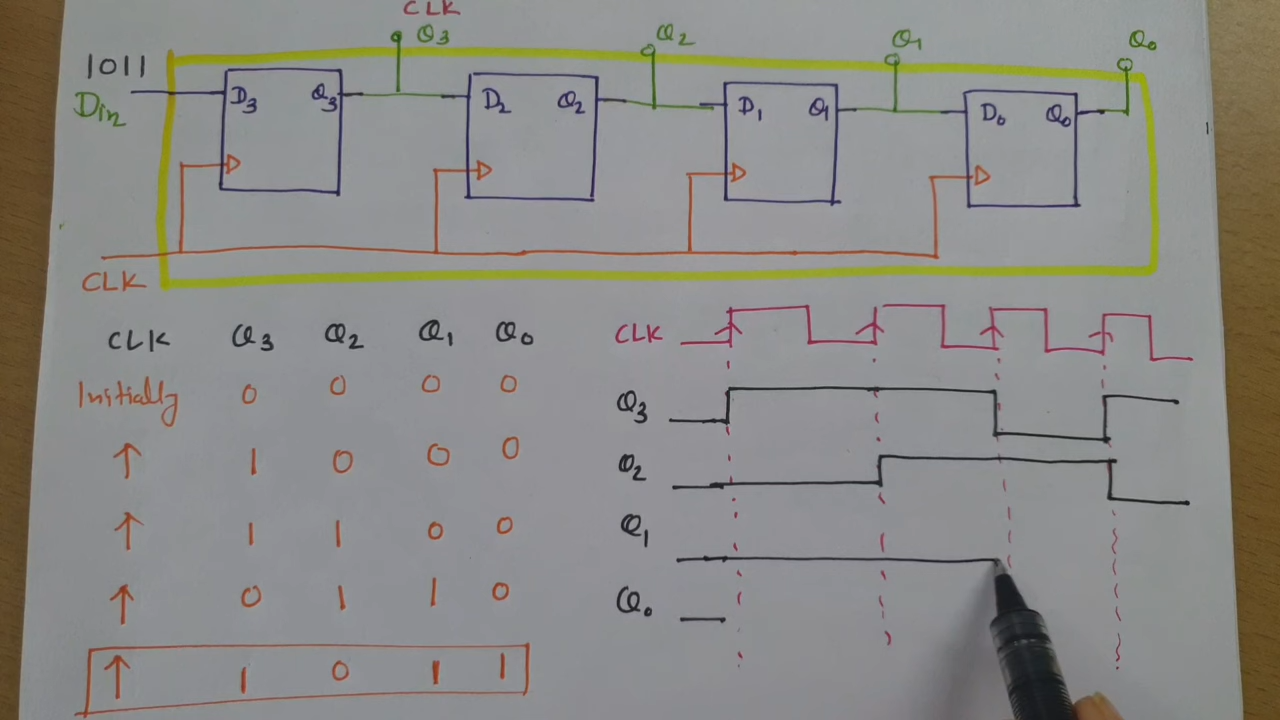 CLK
Q3 Q2 Q1 Q0
1011
Din
D3 Q3 D2 Q2 D1 Q1 D0 Q0
CLK
CLK Q3 Q2 Q1 Q0
Initially 0 0 0 0
↑ 1 0 0 0
↑ 1 1 0 0
↑ 0 1 1 0
↑ 1 0 1 1
CLK
Q3
Q2
Q1
Q0